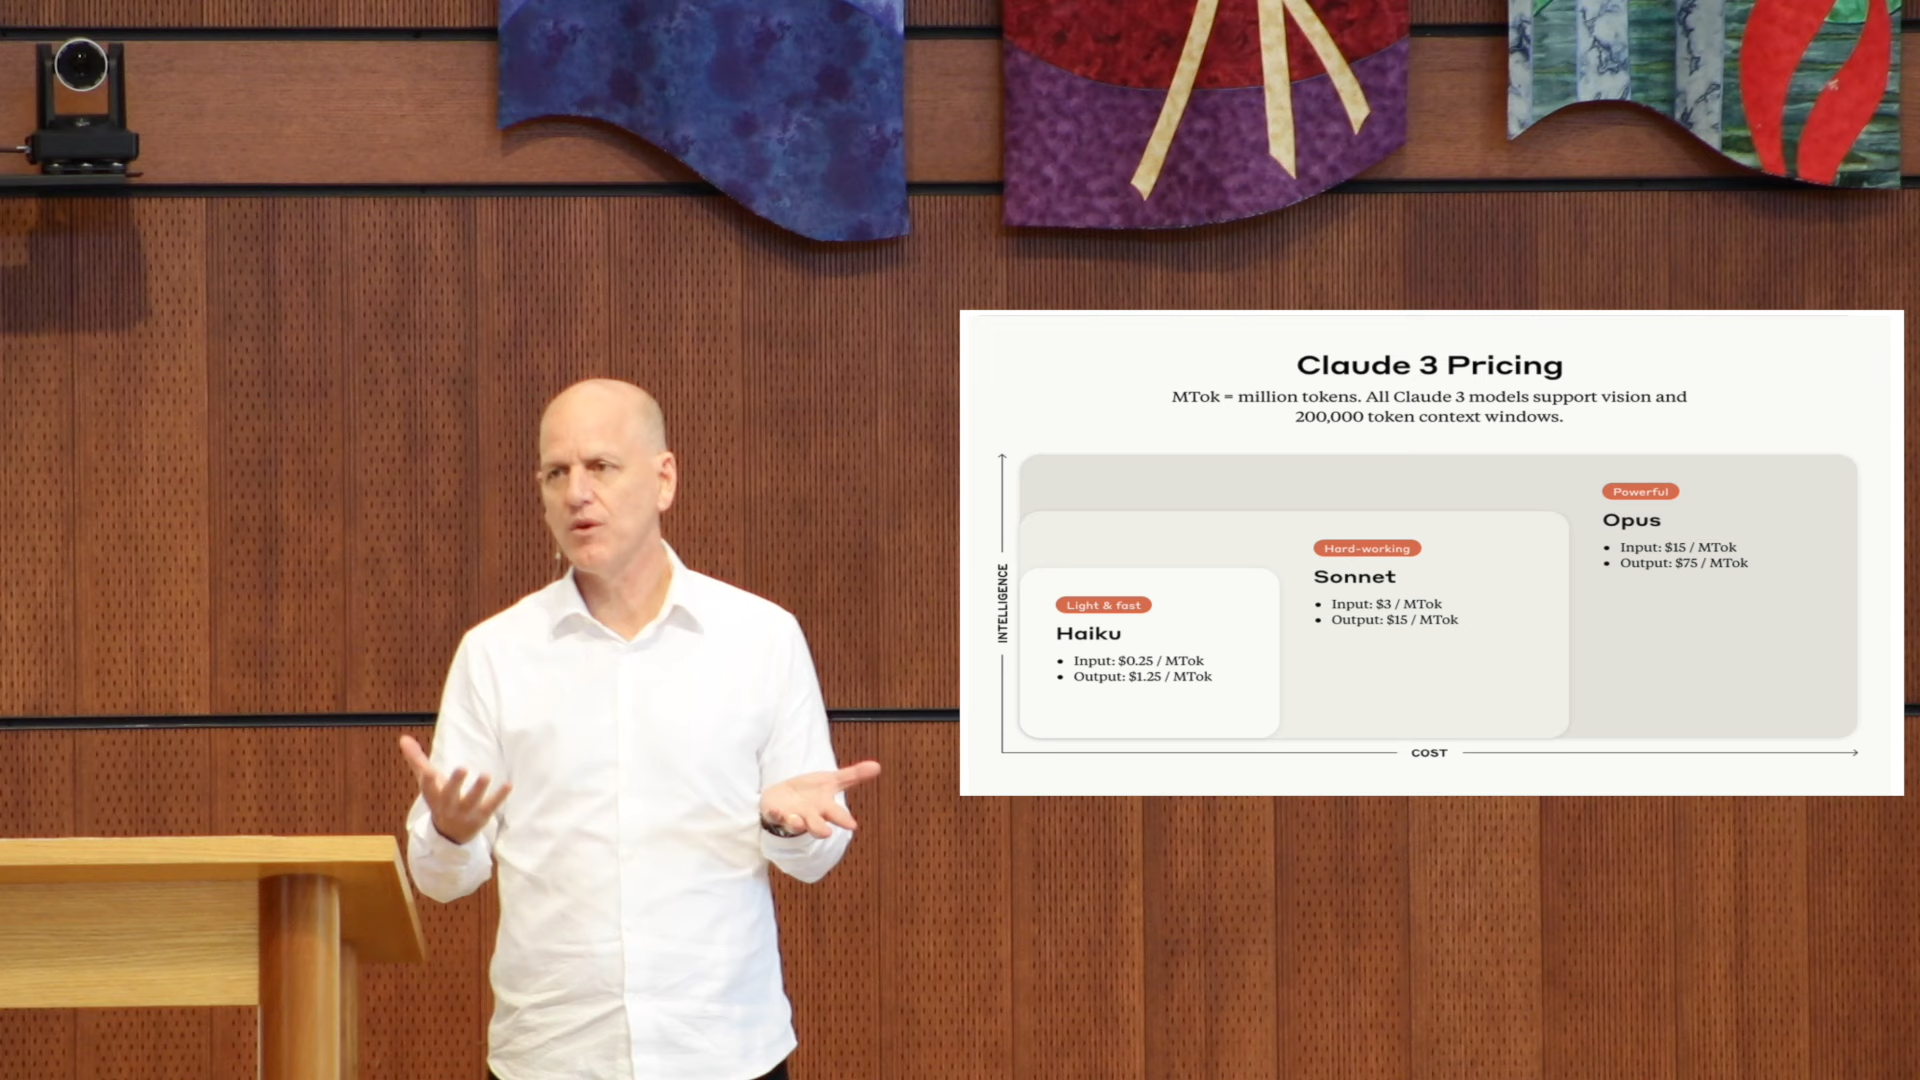 Claude 3 Pricing
MTok = million tokens. All Claude 3 models support vision and
200,000 token context windows.
INTELLIGENCE
Light & fast
Haiku
• Input: $0.25 / MTok
• Output: $1.25 / MTok
Hard-working
Sonnet
• Input: $3 / MTok
• Output: $15 / MTok
Powerful
Opus
• Input: $15 / MTok
• Output: $75 / MTok
COST